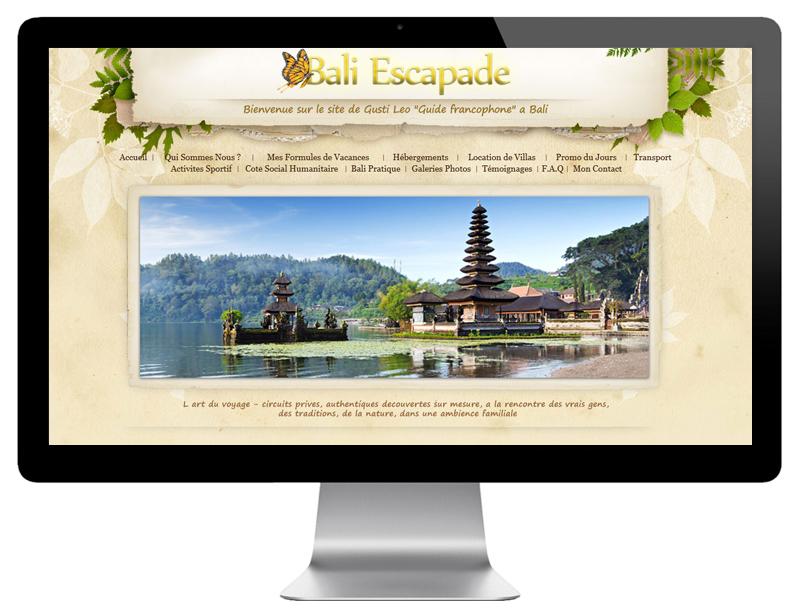 Bali Escapade
Bienvenue sur le site de Gusti Leo "Guide francophone" a Bali
Accueil | Qui Sommes Nous ? | Mes Formules de Vacances | Hébergements | Location de Villas | Promo du Jours | Transport
Activites Sportif | Cote Social Humanitaire | Bali Pratique | Galeries Photos | Témoignages | F.A.Q | Mon Contact
L art du voyage - circuits prives, authentiques decouvertes sur mesure, a la rencontre des vrais gens,
des traditions, de la nature, dans une ambience familiale